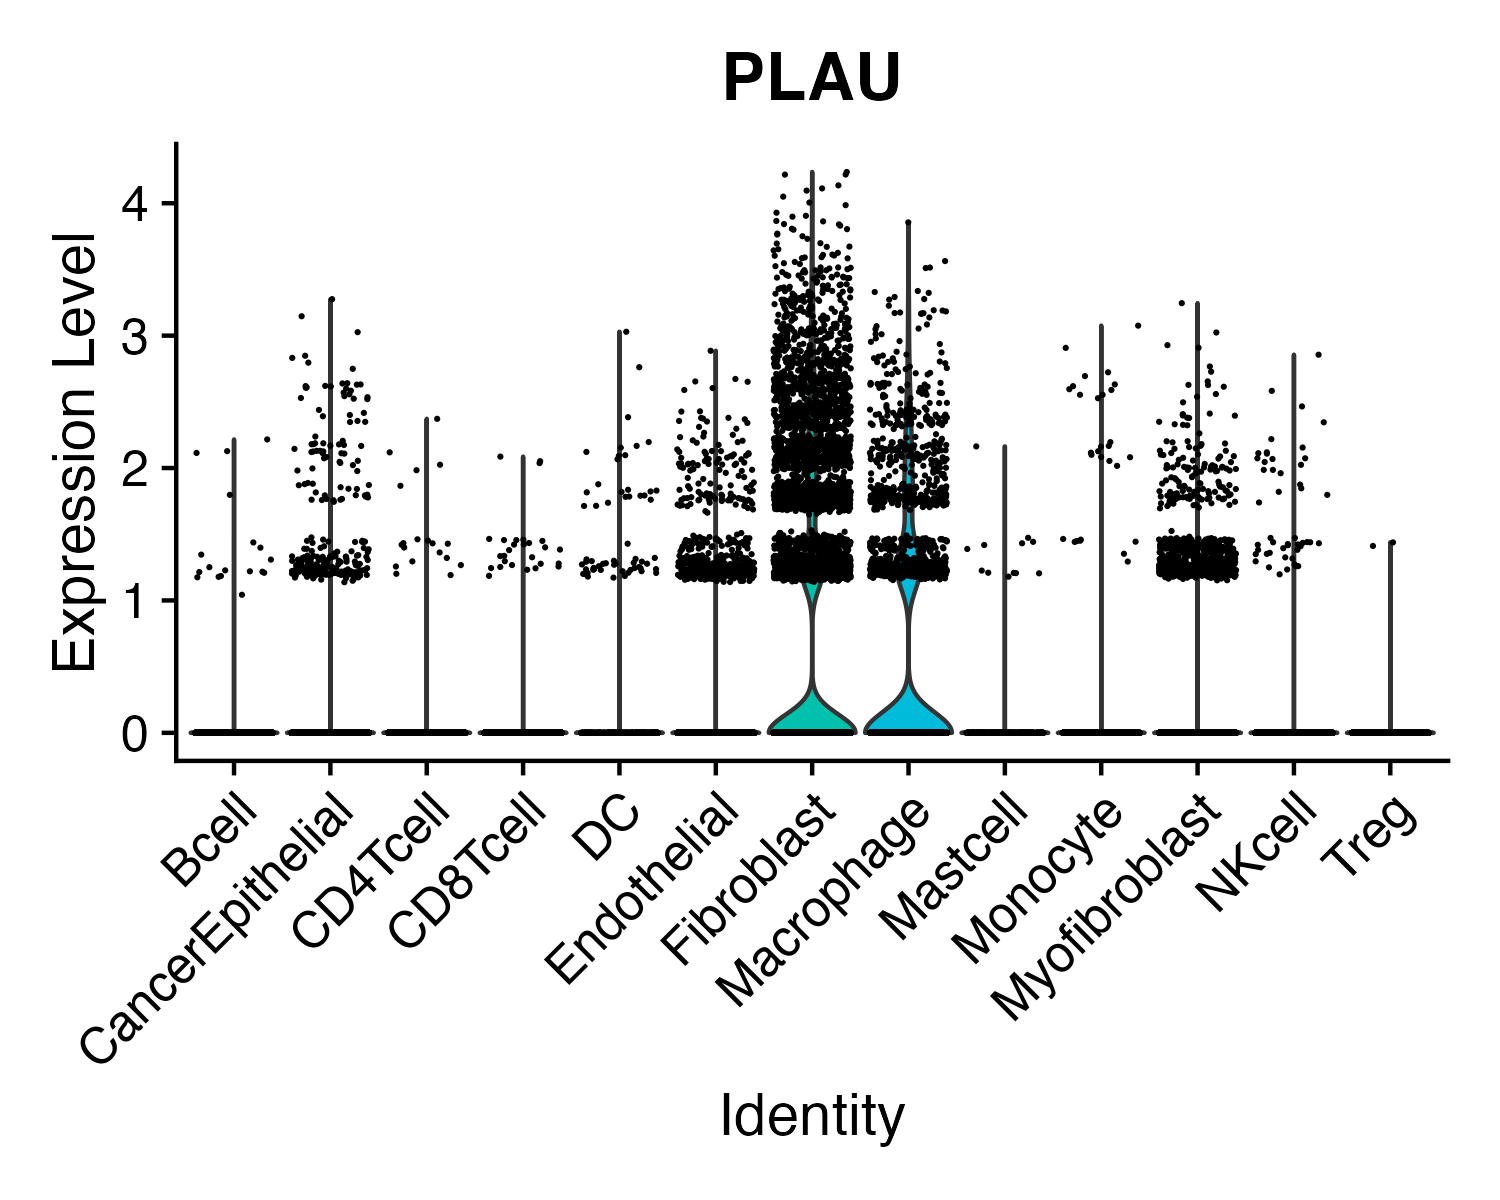 PLAU
Expression Level
4
3
2
1
0
Bcell
CancerEpithelial
CD4Tcell
CD8Tcell
DC
Endothelial
Fibroblast
Macrophage
Mastcell
Monocyte
Myofibroblast
NKcell
Treg
Identity